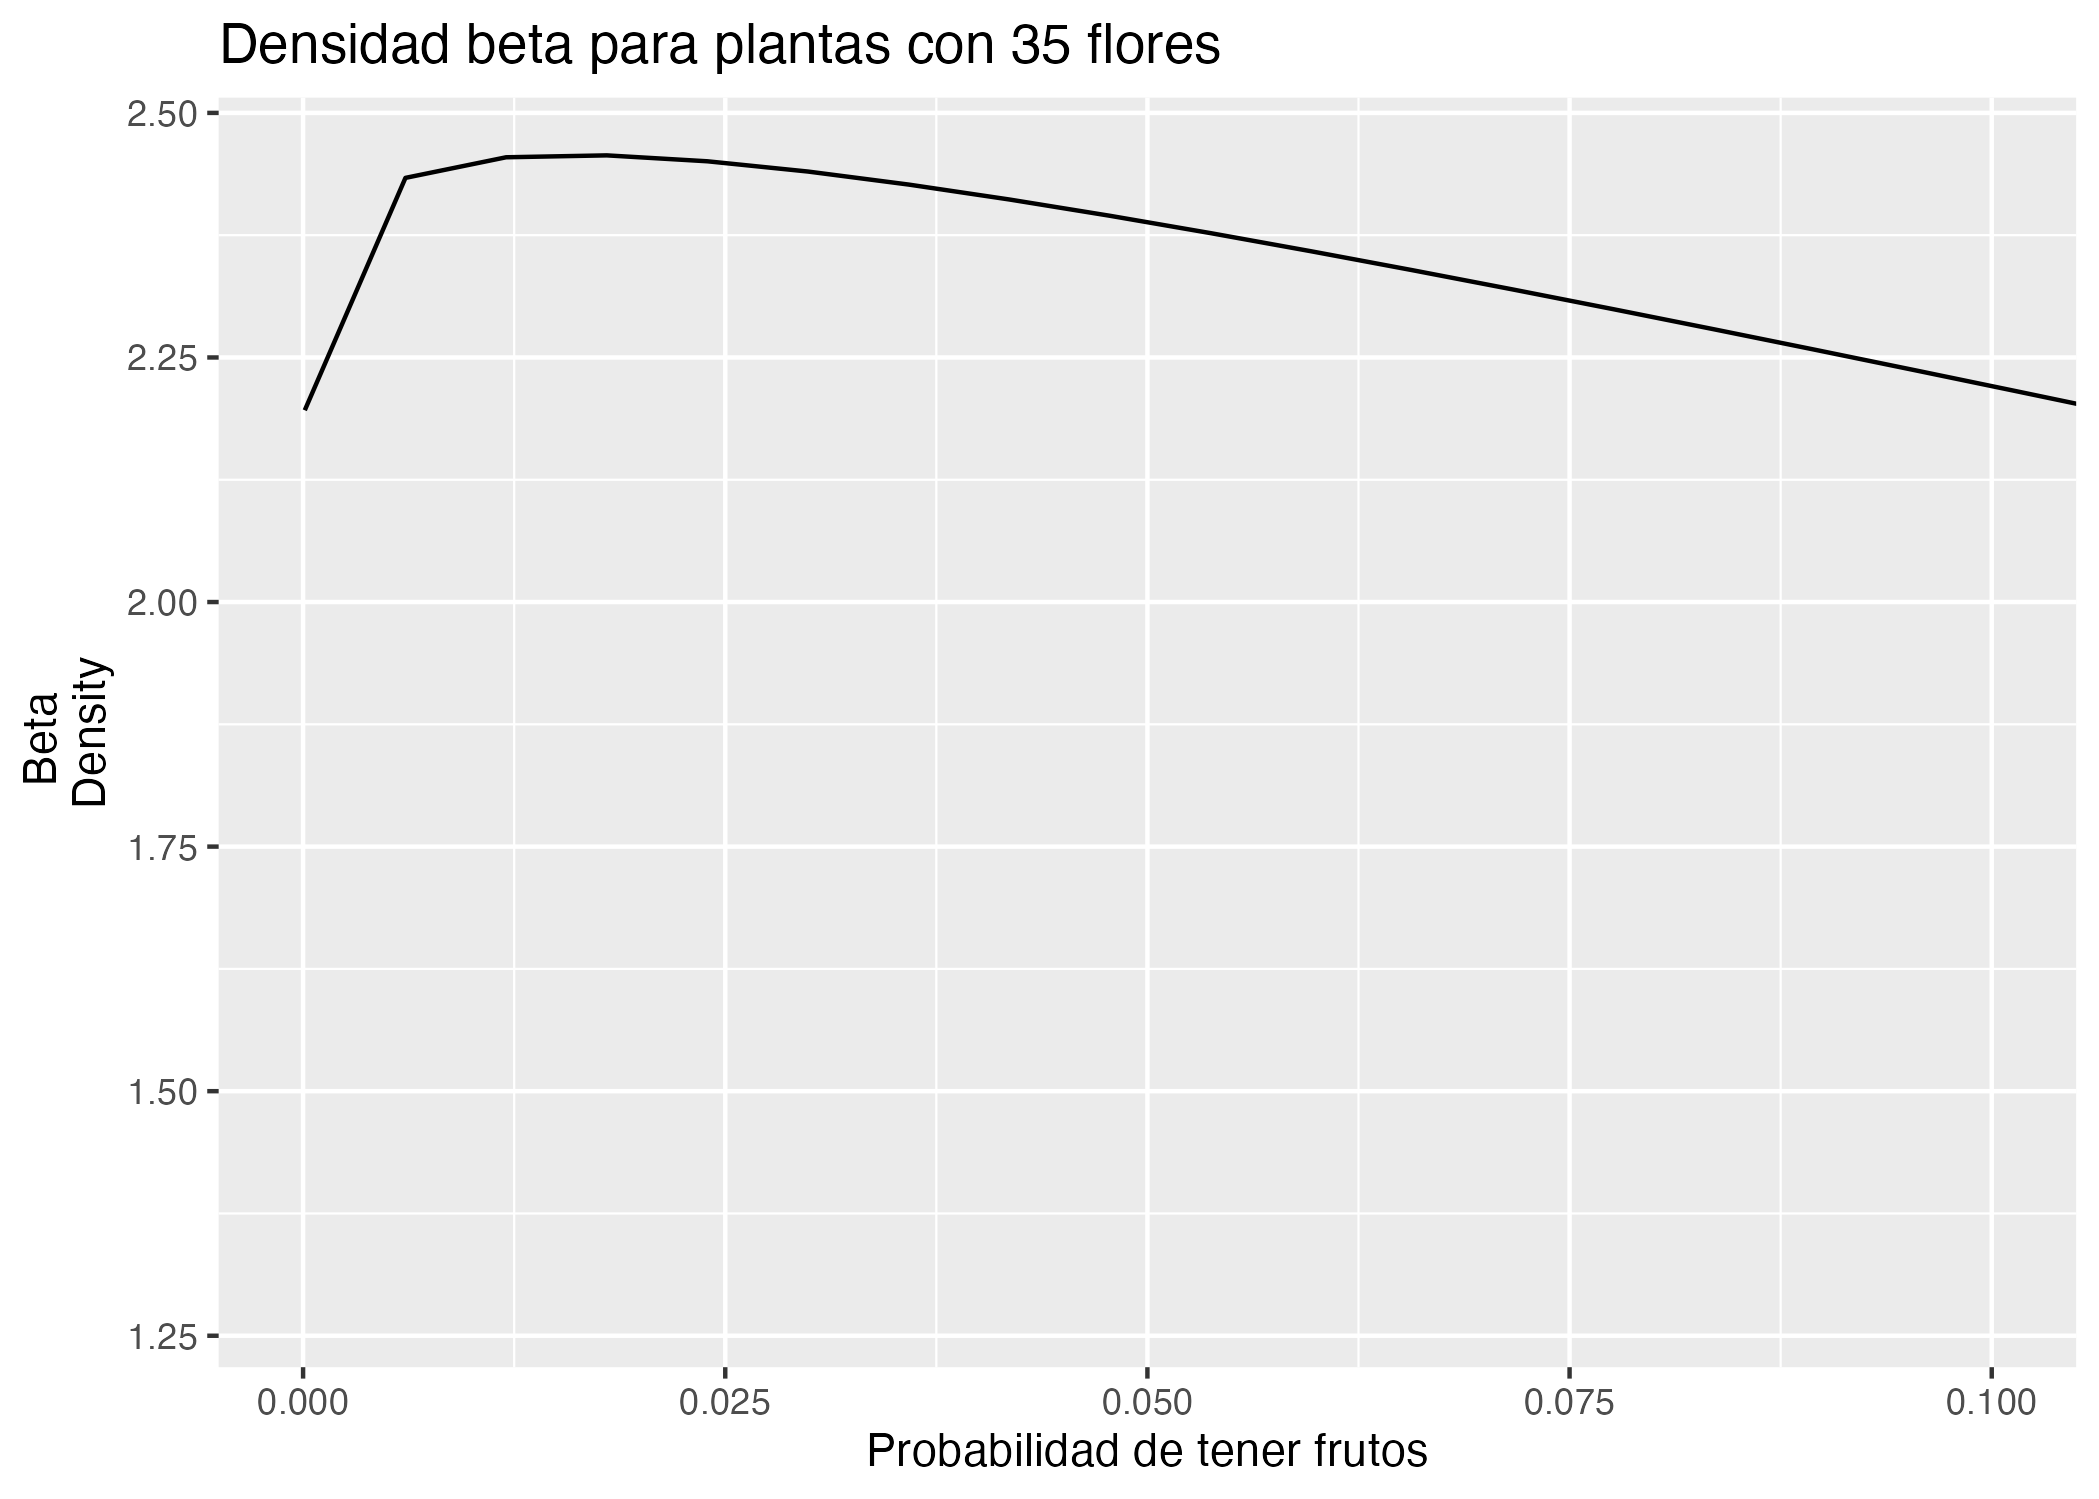 Densidad beta para plantas con 35 flores
2.50
2.25
2.00
1.75
1.50
1.25
Beta
Density
0.000 0.025 0.050 0.075 0.100
Probabilidad de tener frutos